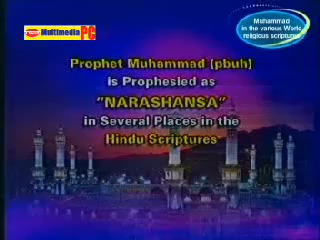 Multimedia PC
Muhammad
in the various World
religious scriptures
Prophet Muhammad [pbuh]
is Prophesied as
"NARASHANSA"
in Several Places in the
Hindu Scriptures